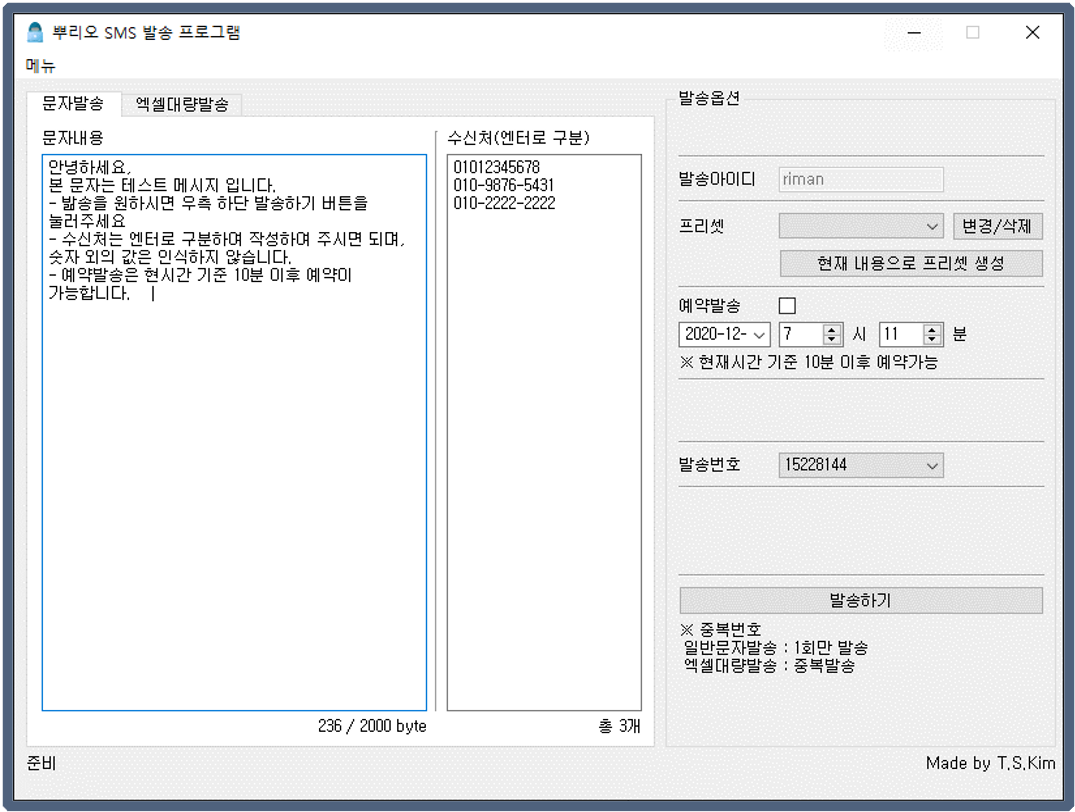 뿌리오 SMS 발송 프로그램
메뉴
문자발송
엑셀대량발송
문자내용
안녕하세요,
본 문자는 테스트 메시지 입니다.
- 발송을 원하시면 우측 하단 발송하기 버튼을
눌러주세요
- 수신처는 엔터로 구분하여 작성하여 주시면 되며,
숫자 외의 값은 인식하지 않습니다.
- 예약발송은 현시간 기준 10분 이후 예약이
가능합니다.
236 / 2000 byte
수신처(엔터로 구분)
01012345678
010-9876-5431
010-2222-2222
총 3개
발송옵션
발송아이디
riman
프리셋
변경/삭제
현재 내용으로 프리셋 생성
예약발송
2020-12-
7 시 11 분
※ 현재시간 기준 10분 이후 예약가능
발송번호
15228144
발송하기
※ 중복번호
일반문자발송 : 1회만 발송
엑셀대량발송 : 중복발송
준비
Made by T.S.Kim